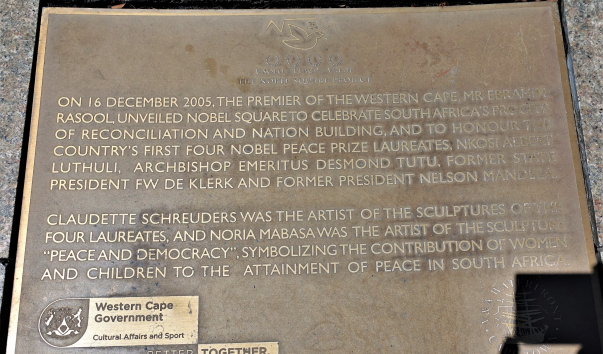 ON 16 DECEMBER 2005, THE PREMIER OF THE WESTERN CAPE, MR EBRAHIM
RASOOL, UNVEILED NOBEL SQUARE TO CELEBRATE SOUTH AFRICA'S PROCESS
OF RECONCILIATION AND NATION BUILDING, AND TO HONOUR THE
COUNTRY'S FIRST FOUR NOBEL PEACE PRIZE LAUREATES, NKOSI ALBERT
LUTHULI, ARCHBISHOP EMERITUS DESMOND TUTU, FORMER STATE
PRESIDENT FW DE KLERK AND FORMER PRESIDENT NELSON MANDELA.
CLAUDETTE SCHREUDERS WAS THE ARTIST OF THE SCULPTURES OF THE
FOUR LAUREATES, AND NORIA MABASA WAS THE ARTIST OF THE SCULPTURE
"PEACE AND DEMOCRACY", SYMBOLIZING THE CONTRIBUTION OF WOMEN
AND CHILDREN TO THE ATTAINMENT OF PEACE IN SOUTH AFRICA
Western Cape
Government
Cultural Affairs and Sport
BETTER TOGETHER.